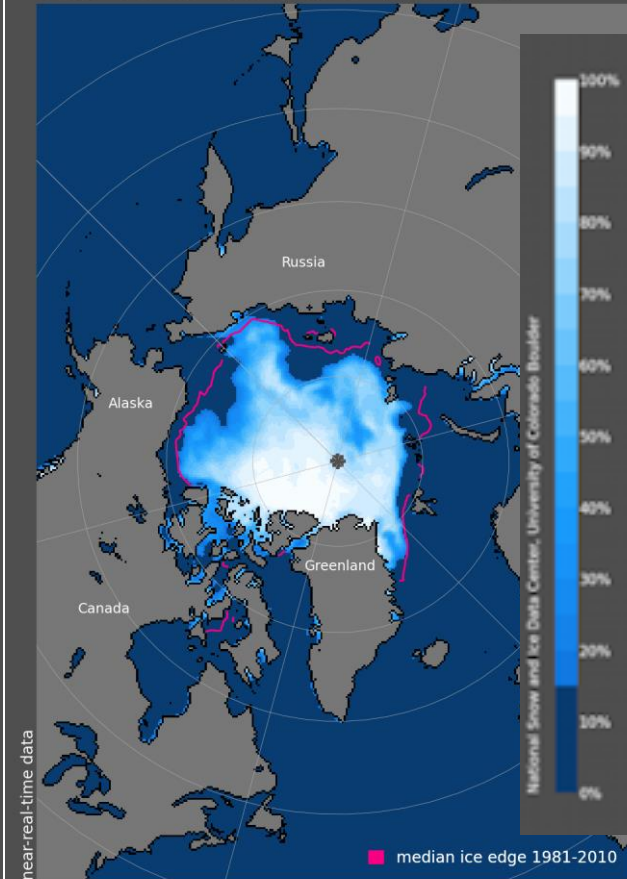 Russia
Alaska
Greenland
Canada
near-real-time data
median ice edge 1981-2010
National Snow and Ice Data Center, University of Colorado Boulder
100%
90%
80%
70%
60%
50%
40%
30%
20%
10%
0%